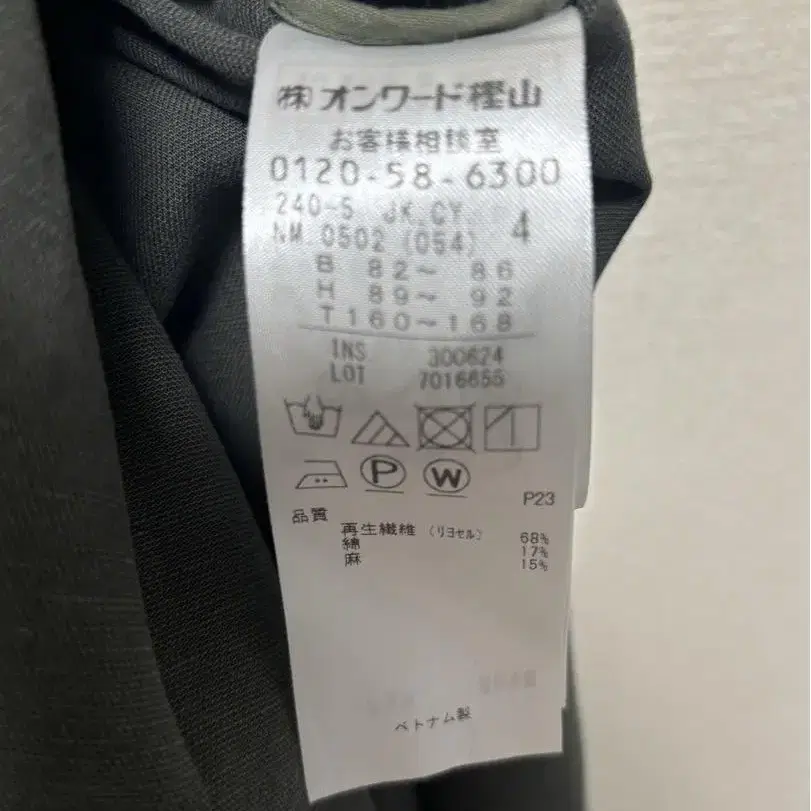 ㈱オンワード樫山
お客様相談室
0120-58-6300
240-5 JK CY 4
NM 0502 (054)
B 82～ 86
H 89～ 92
T160～168
INS 300624
LOT 7016655
P
W
P23
品質
再生繊維 (リヨセル) 68%
綿 17%
麻 15%
ベトナム製